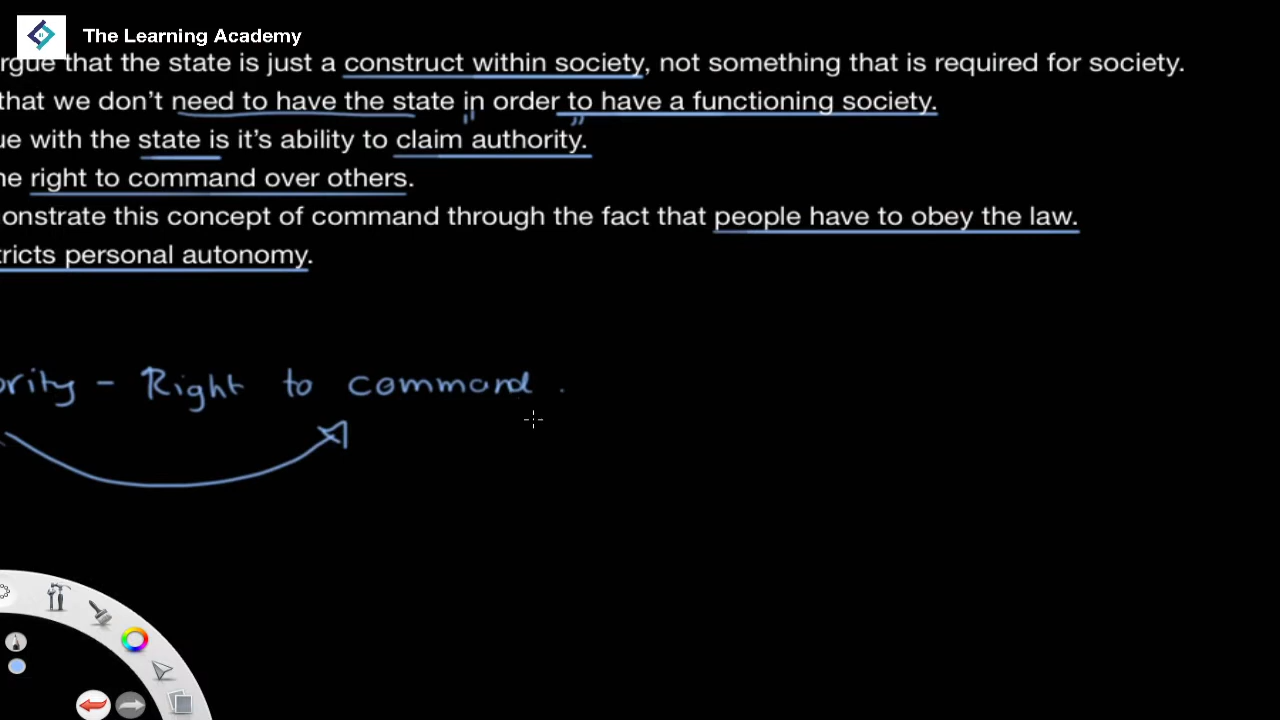 The Learning Academy
rgue that the state is just a construct within society, not something that is required for society.
that we don't need to have the state in order to have a functioning society.
ue with the state is it's ability to claim authority.
ne right to command over others.
onstrate this concept of command through the fact that people have to obey the law.
tricts personal autonomy.
ority - Right to command.